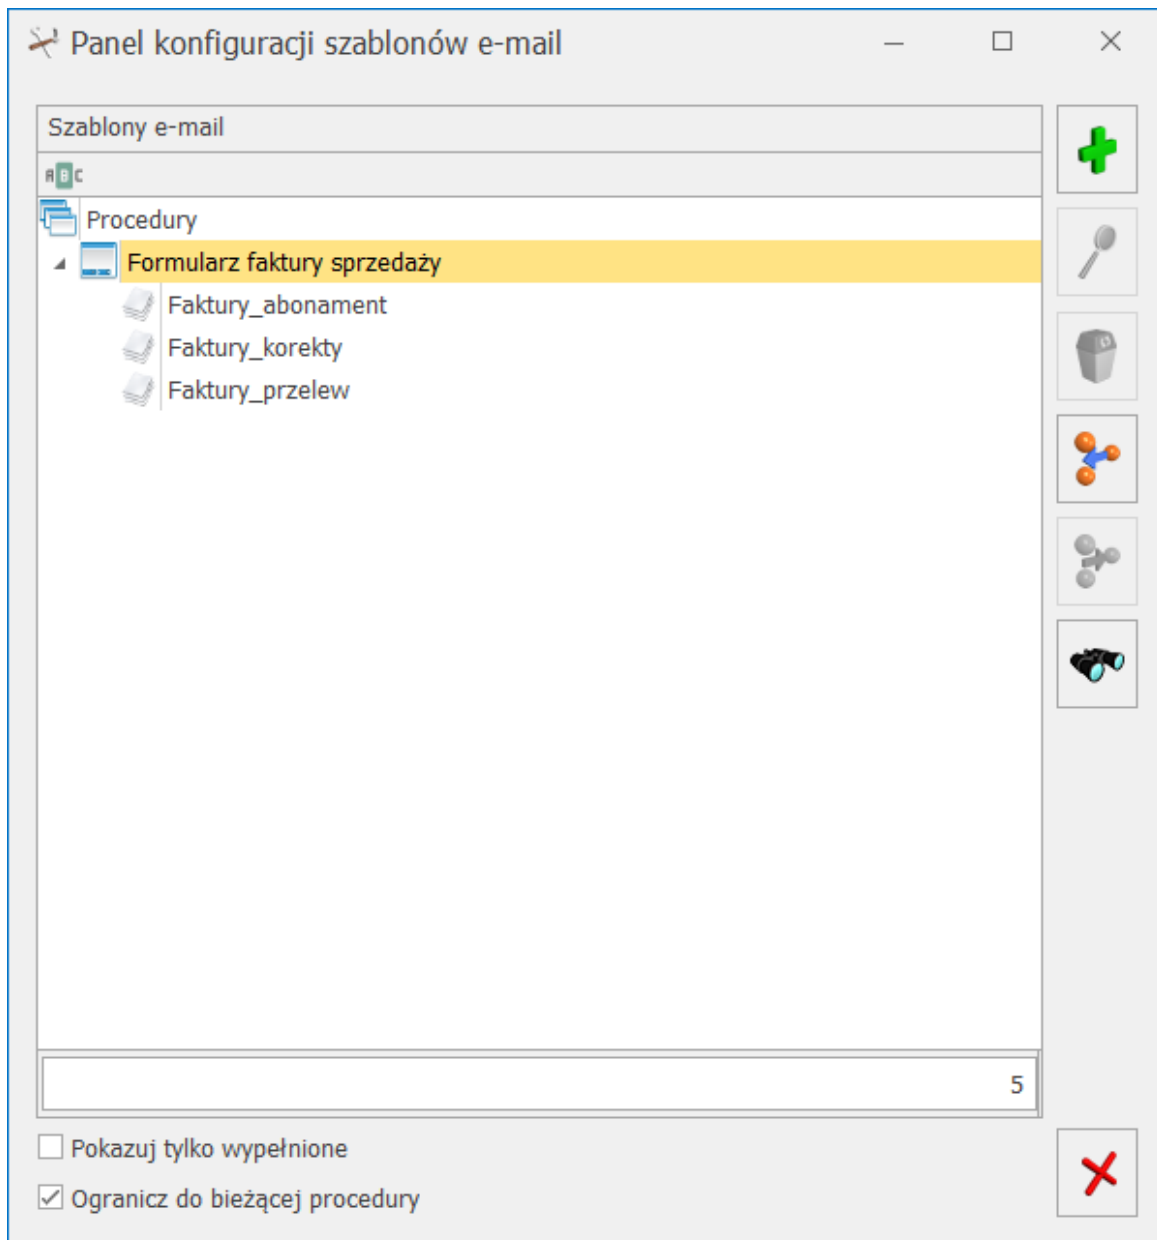 Panel konfiguracji szablonów e-mail
Szablony e-mail
ABC
Procedury
Formularz faktury sprzedaży
Faktury_abonament
Faktury_korekty
Faktury_przelew
5
Pokazuj tylko wypełnione
Ogranicz do bieżącej procedury